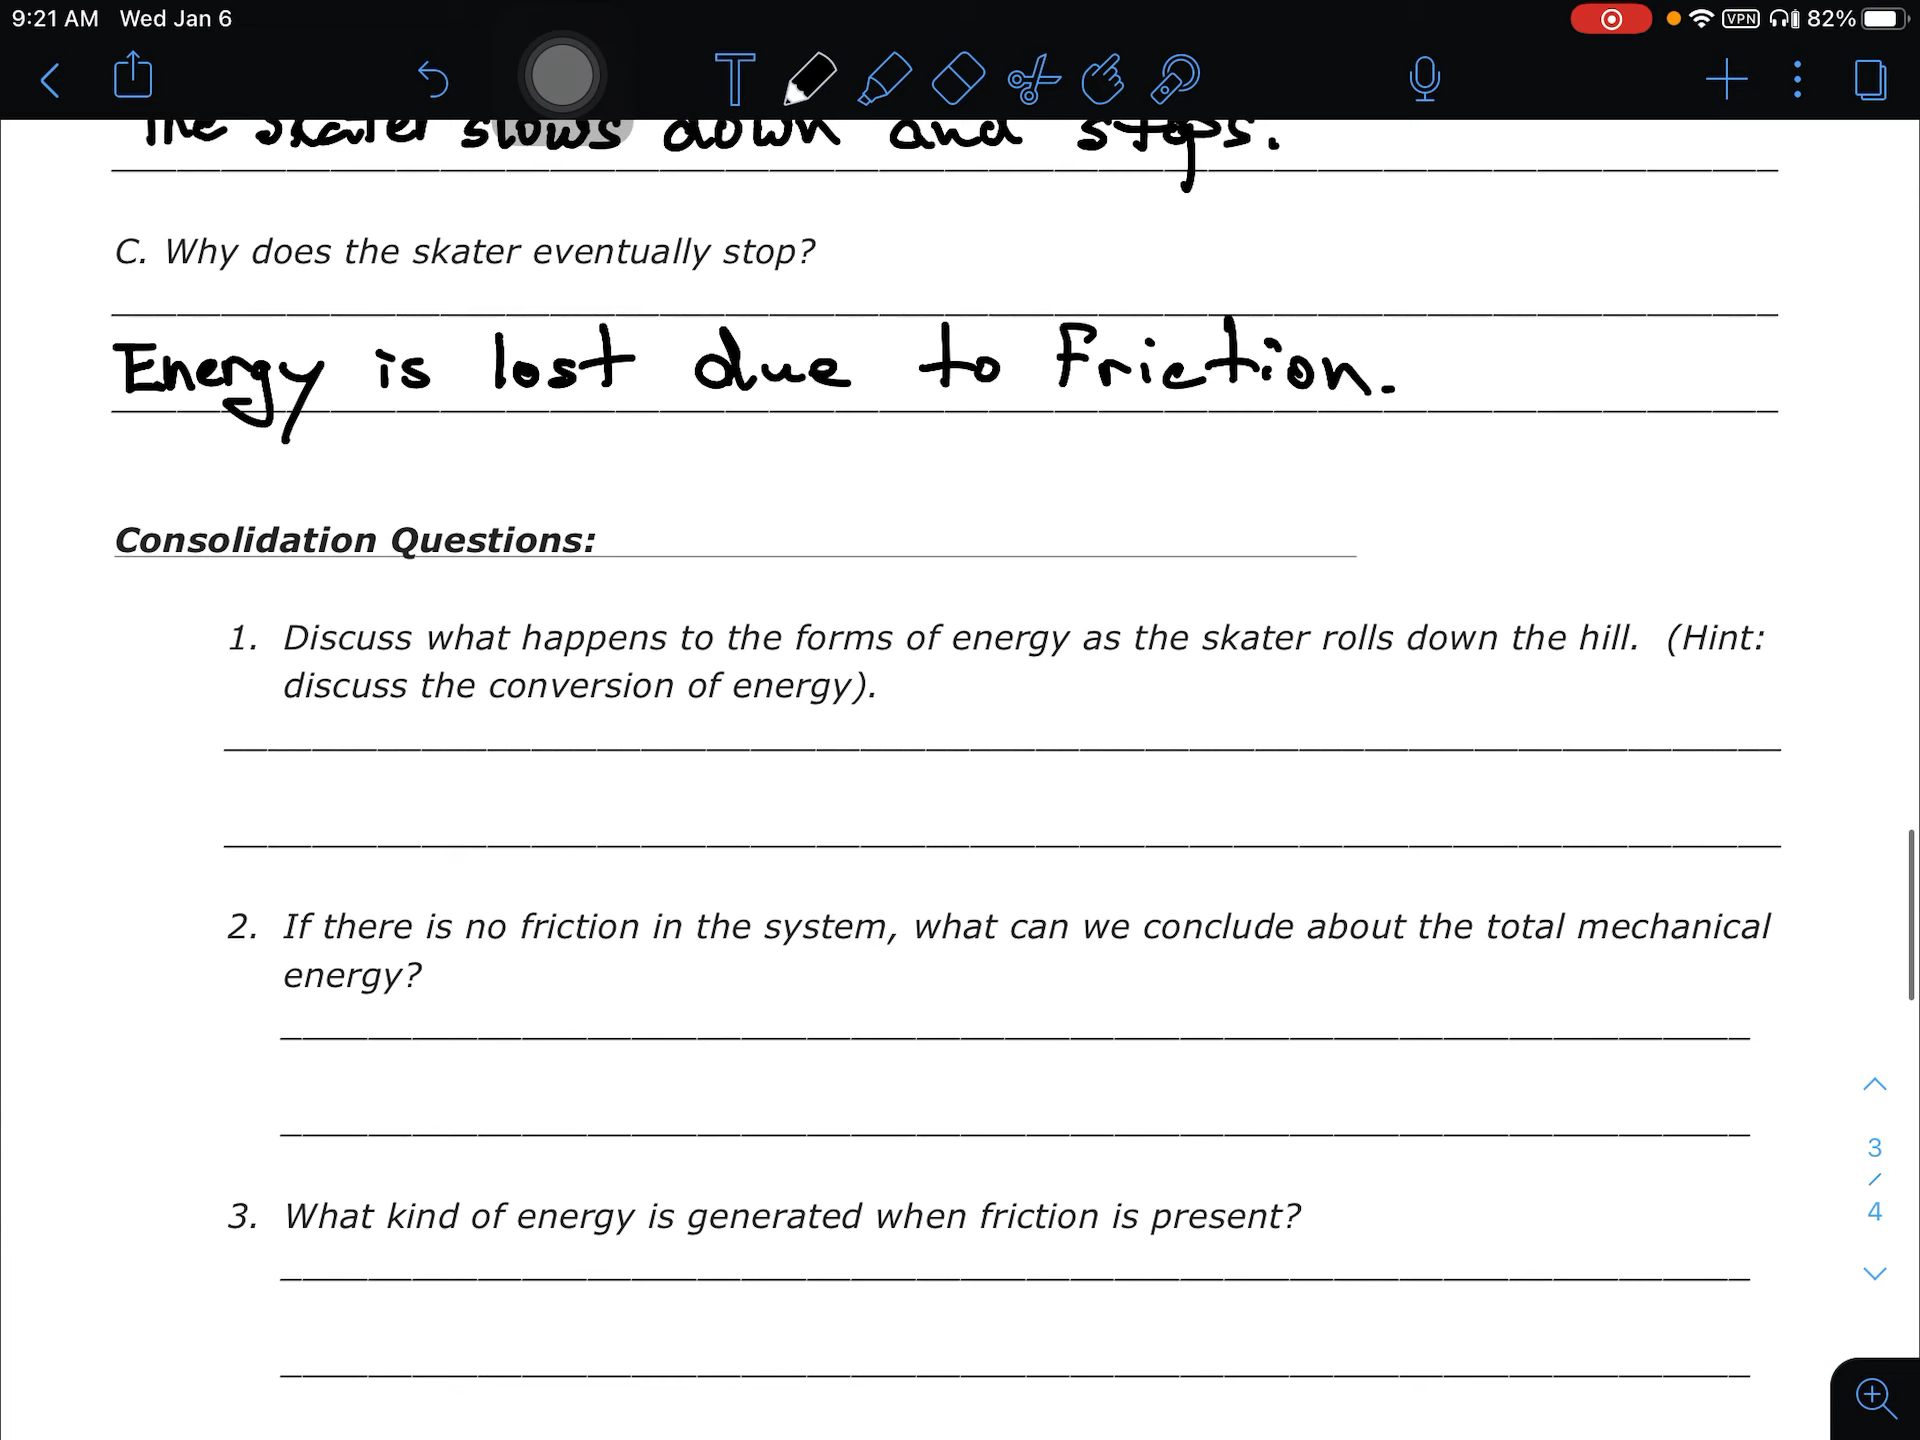 9:21 AM Wed Jan 6
VPN 82%
T
The skater slows down and stops.
C. Why does the skater eventually stop?
Energy is lost due to Friction.
Consolidation Questions:
1. Discuss what happens to the forms of energy as the skater rolls down the hill. (Hint:
discuss the conversion of energy).
2. If there is no friction in the system, what can we conclude about the total mechanical
energy?
3
/
4
3. What kind of energy is generated when friction is present?